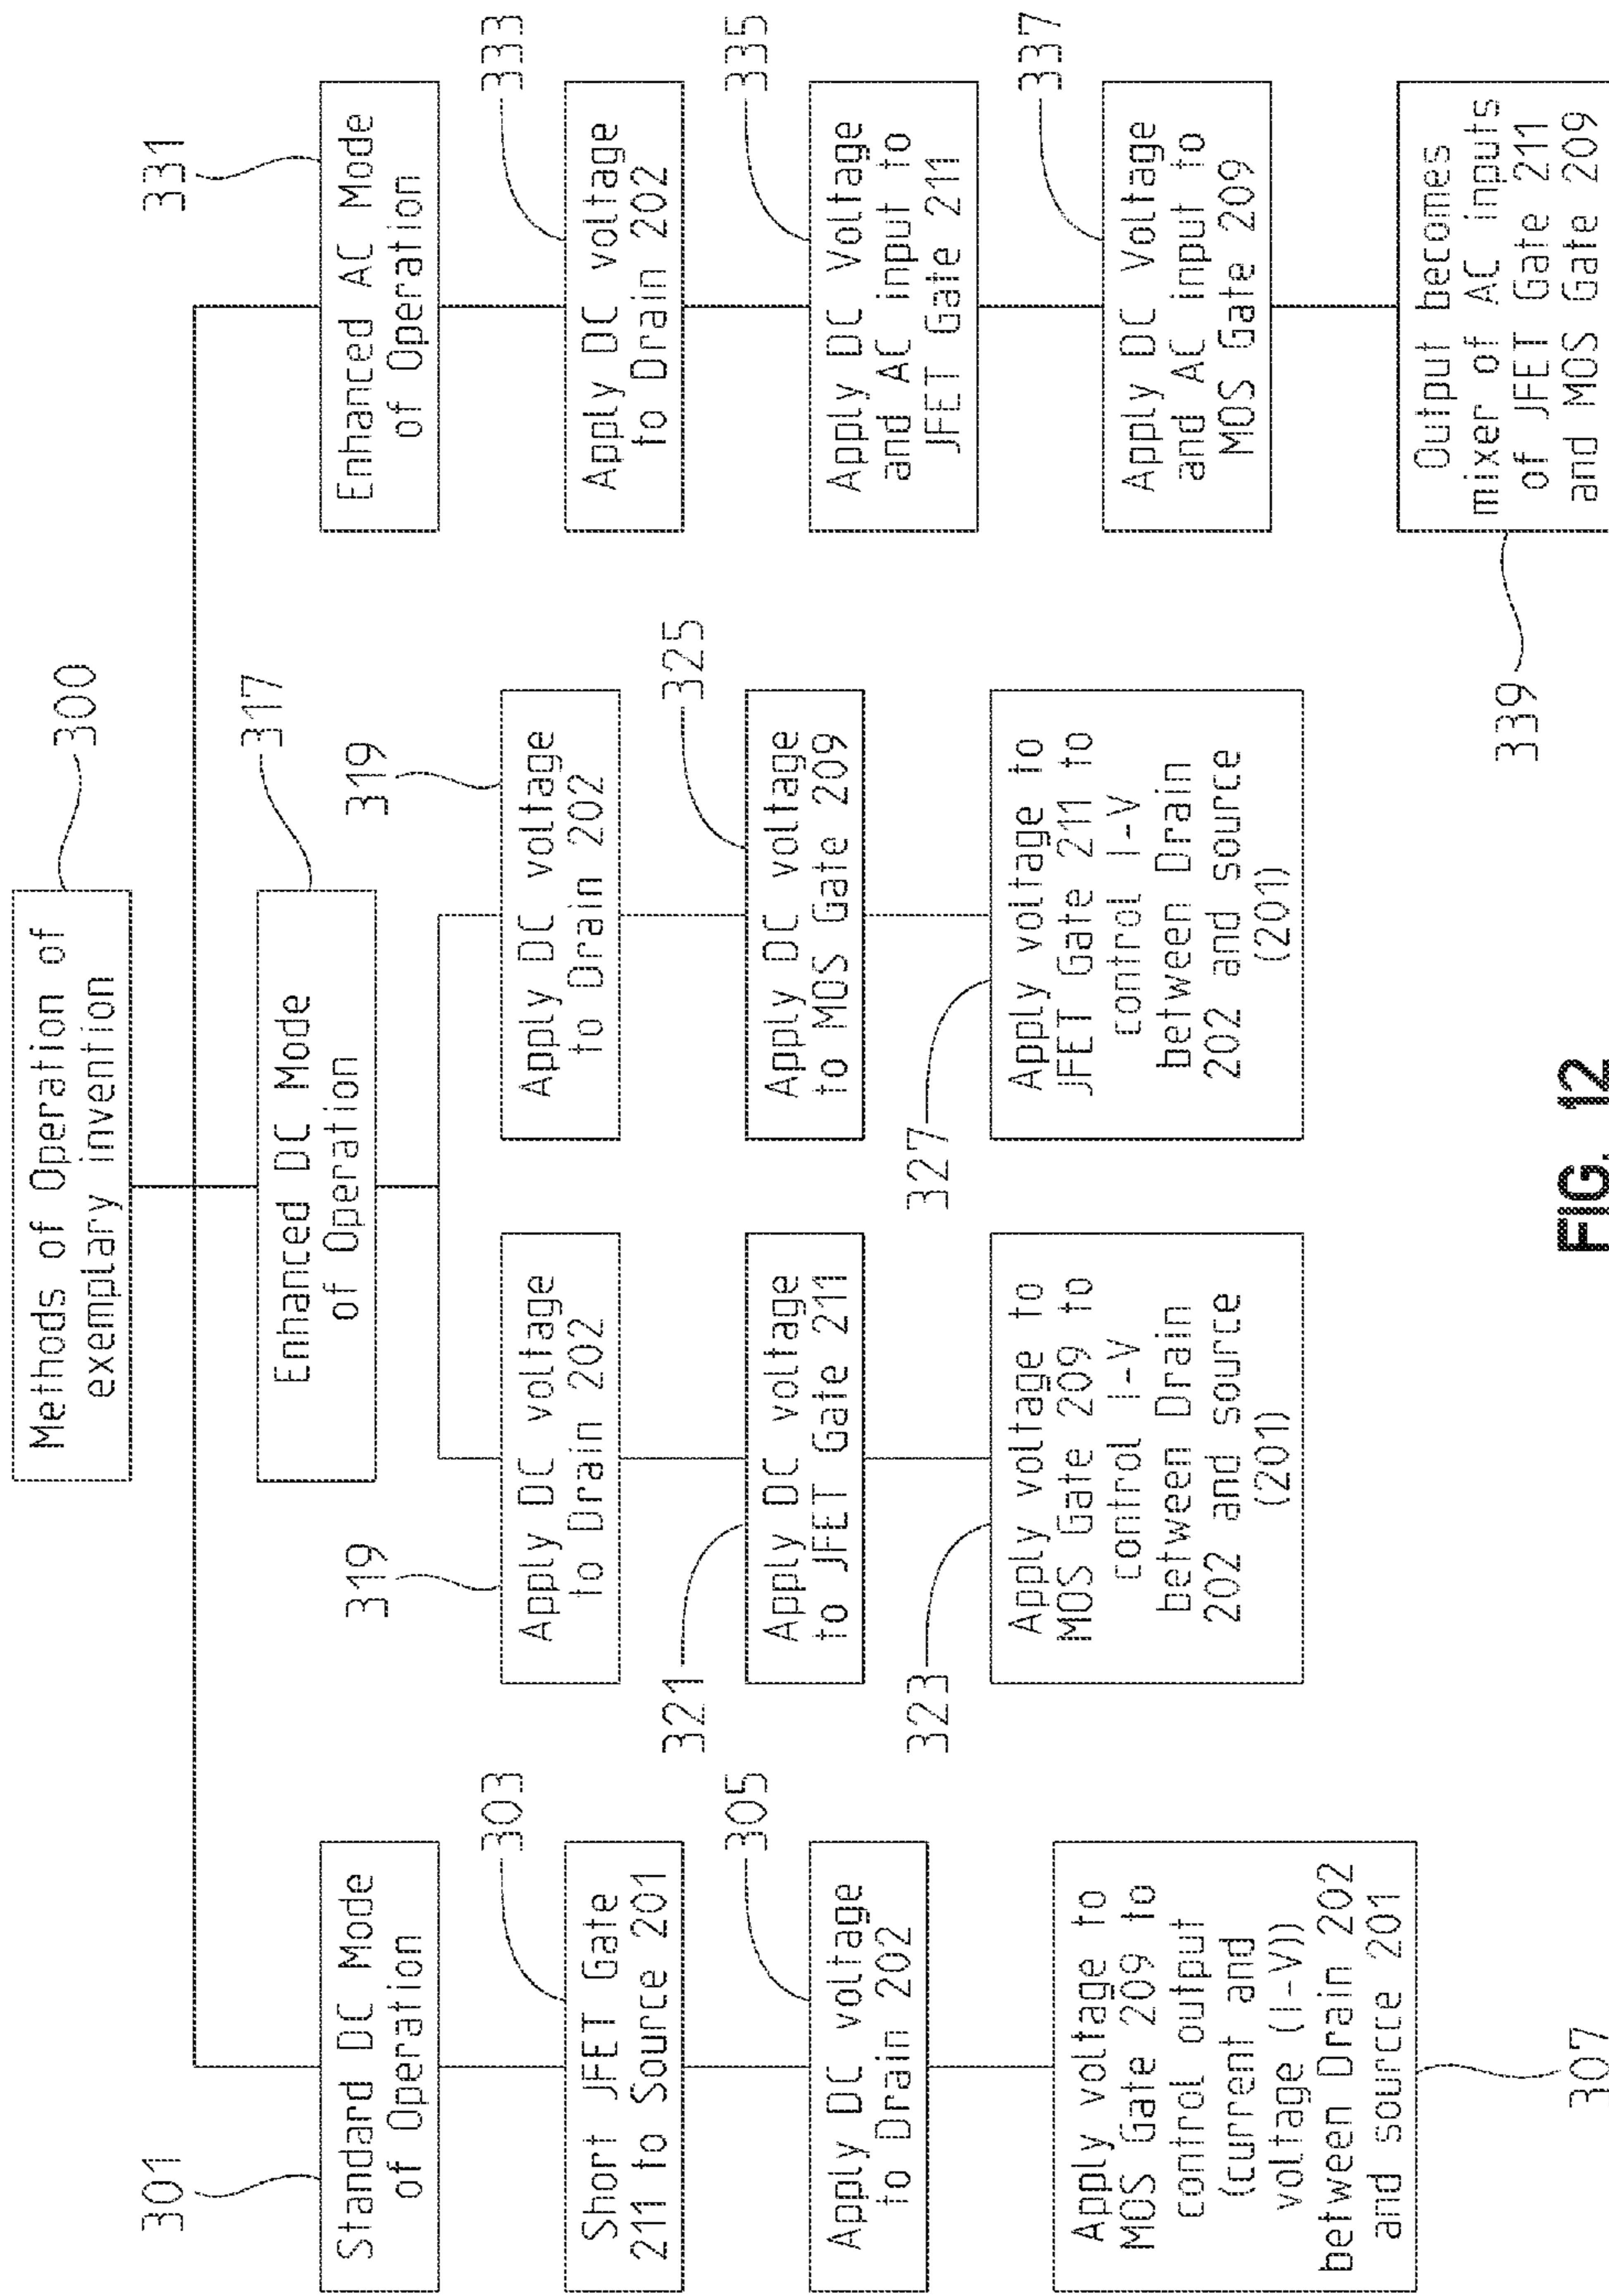 Methods of Operation of
exemplary invention
300
301
Standard DC Mode
of Operation
303
Short JFET Gate
211 to Source 201
305
Apply DC voltage
to Drain 202
Apply voltage to
MOS Gate 209 to
control output
(current and
voltage (I-V))
between Drain 202
and sourcce 201
307
317
Enhanced DC Mode
of Operation
319
Apply DC voltage
to Drain 202
321
Apply DC voltage
to JFET Gate 211
323
Apply voltage to
MOS Gate 209 to
control I-V
between Drain
202 and source
(201)
319
Apply DC voltage
to Drain 202
325
Apply DC voltage
to MOS Gate 209
327
Apply voltage to
JFET Gate 211 to
control I-V
between Drain
202 and source
(201)
331
Enhanced AC Mode
of Operation
333
Apply DC voltage
to Drain 202
335
Apply DC Voltage
and AC input to
JFET Gate 211
337
Apply DC Voltage
and AC input to
MOS Gate 209
Output becomes
mixer of AC inputs
of JFET Gate 211
and MOS Gate 209
339
FIG. 12